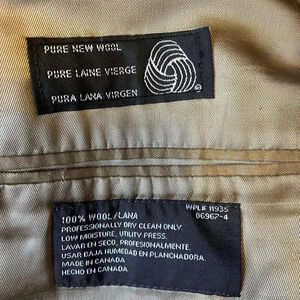 PURE NEW WOOL
PURE LAINE VIERGE
PURA LANA VIRGEN
WPL# 11935
06967-4
100% WOOL/LANA
PROFESSIONALLY DRY CLEAN ONLY.
LOW MOISTURE, UTILITY PRESS.
LAVAR EN SECO, PROFESIONALMENTE.
USAR BAJA HUMEDAD EN PLANCHADORA.
MADE IN CANADA
HECHO EN CANADA